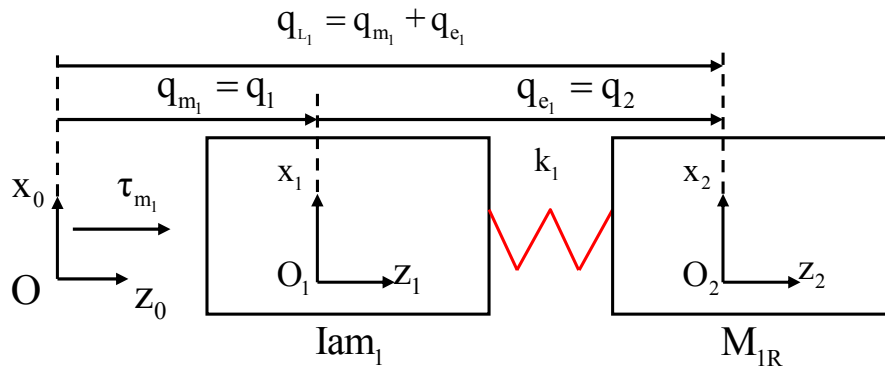 q_{L_1} = q_{m_1} + q_{e_1}
q_{m_1} = q_1
q_{e_1} = q_2
x_0
τ_{m_1}
x_1
k_1
x_2
O
z_0
O_1
z_1
O_2
z_2
Iam_1
M_{1R}